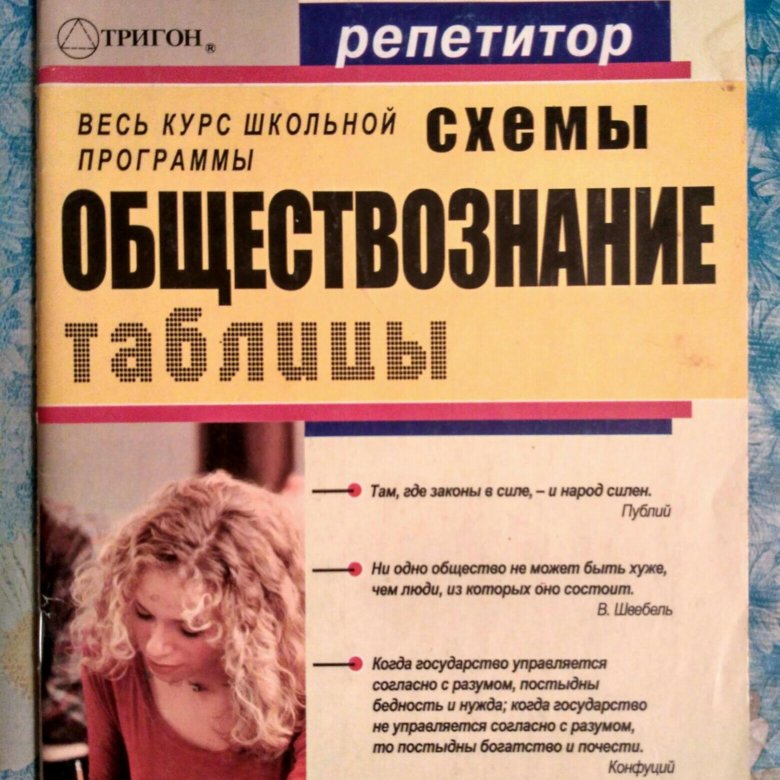 ТРИГОН®
репетитор
ВЕСЬ КУРС ШКОЛЬНОЙ
ПРОГРАММЫ
схемы
ОБЩЕСТВОЗНАНИЕ
таблицы
Там, где законы в силе, – и народ силен.
Публий
Ни одно общество не может быть хуже,
чем люди, из которых оно состоит.
В. Швебель
Когда государство управляется
согласно с разумом, постыдны
бедность и нужда; когда государство
не управляется согласно с разумом,
то постыдны богатство и почести.
Конфуций